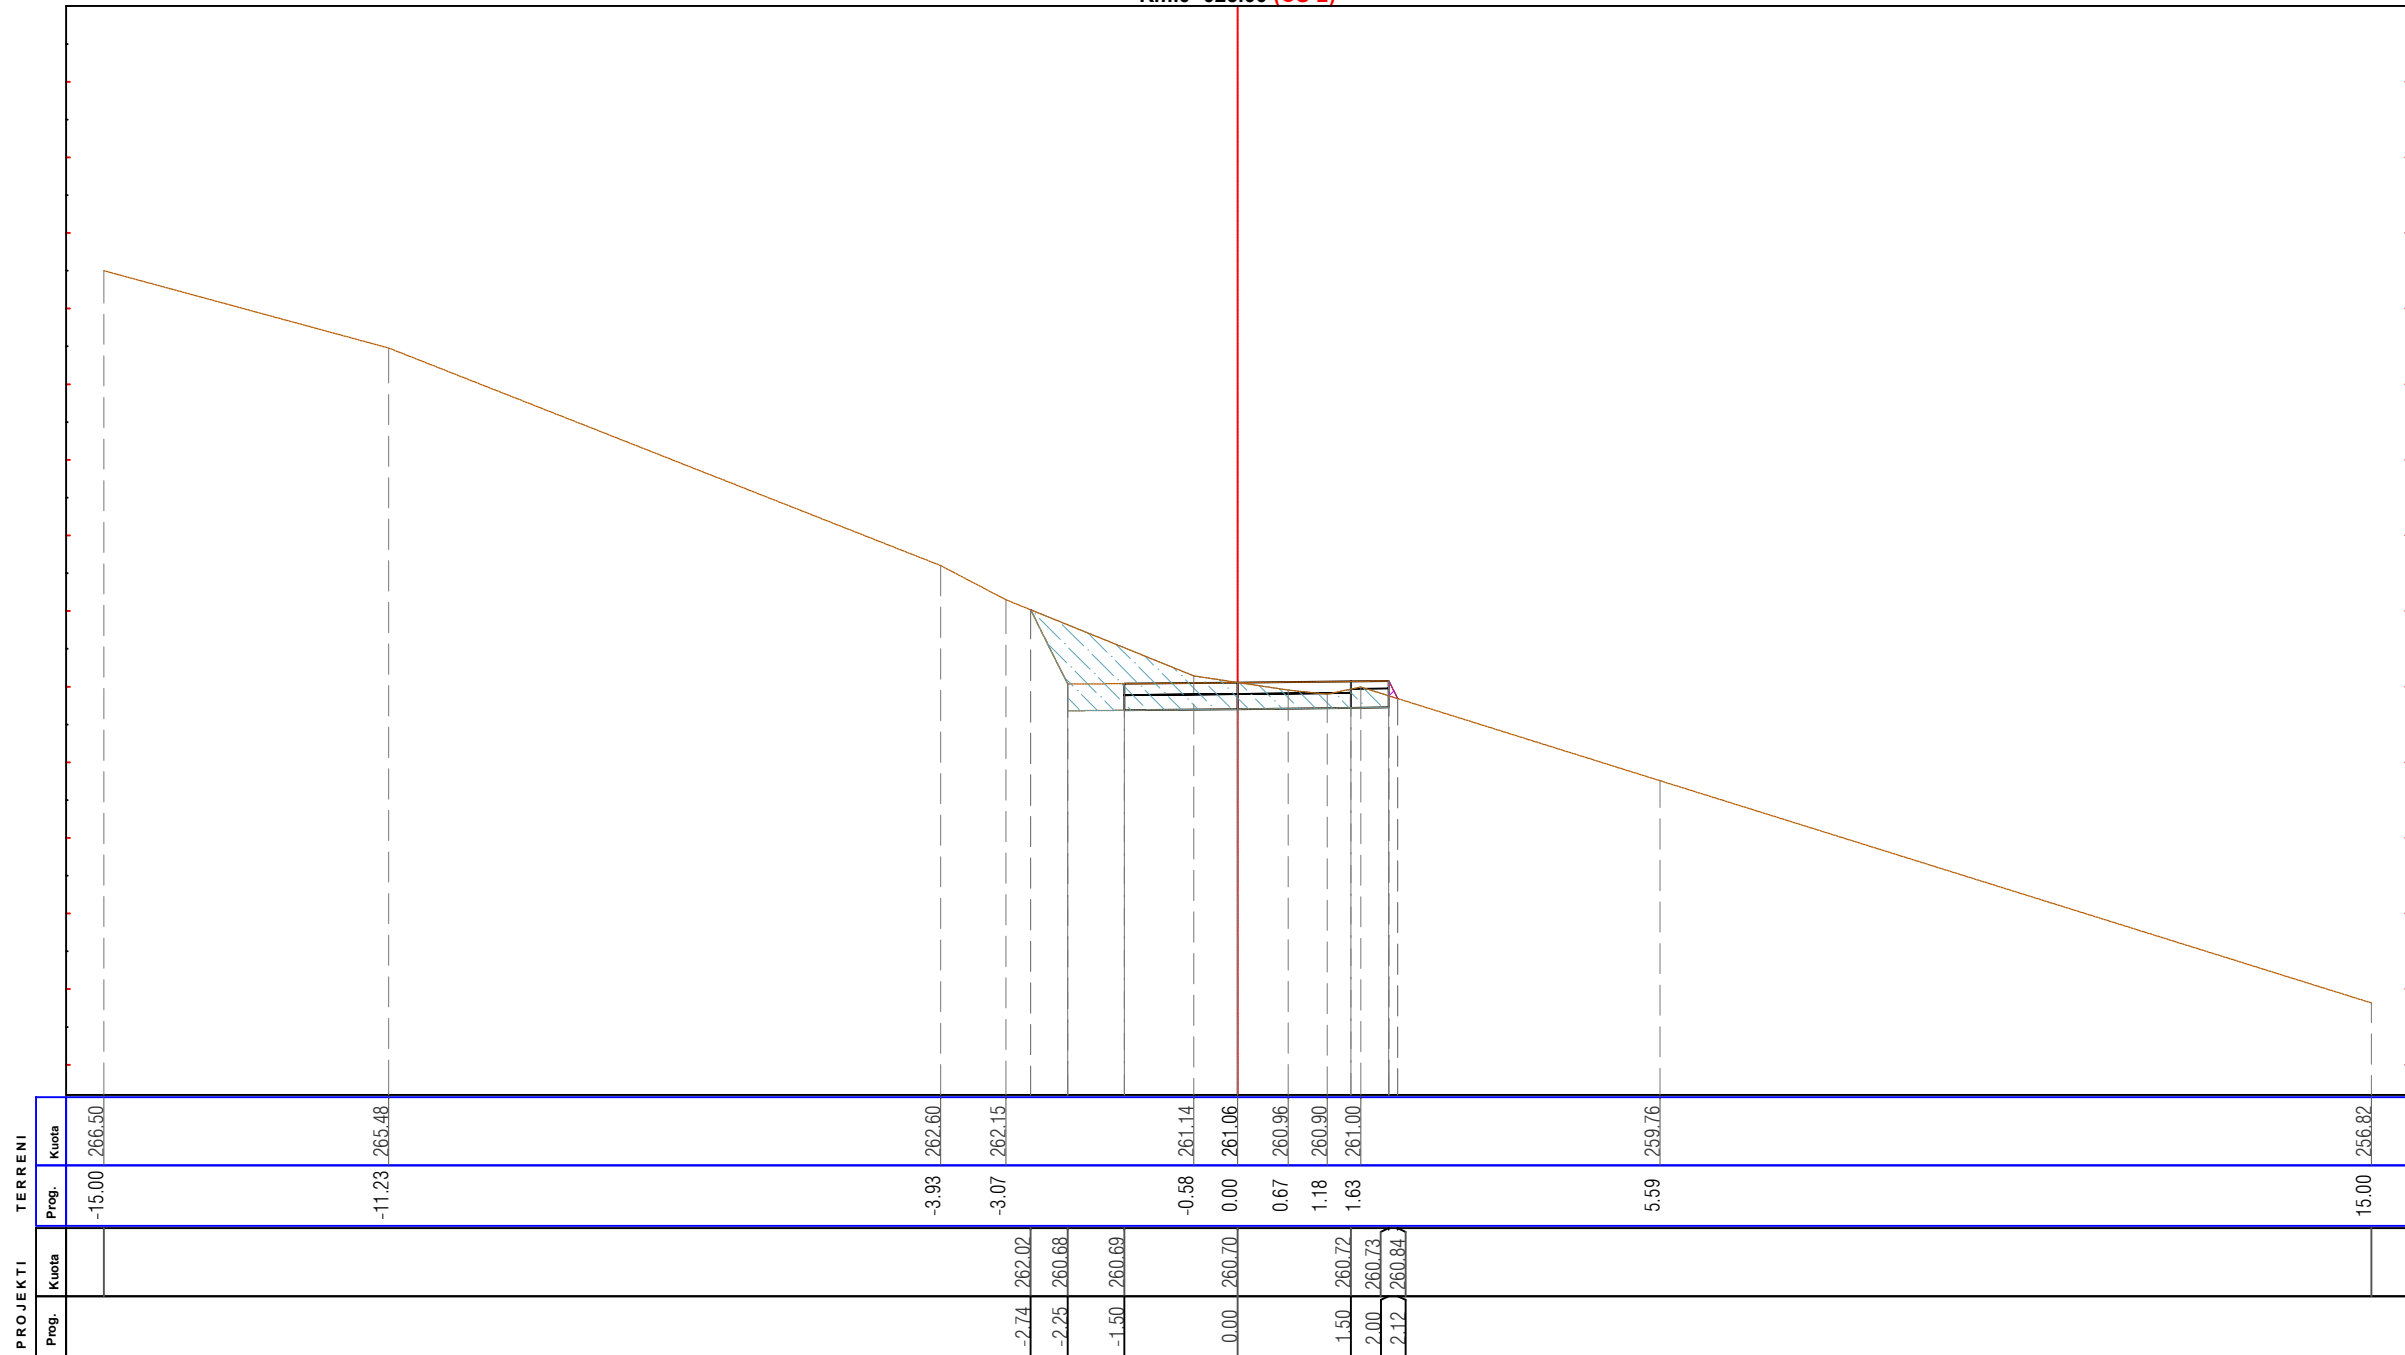 TERRENI
Kuota
266.50 265.48 262.60 262.15 261.14 261.06 260.96 260.90 261.00 259.76 256.82
Prog.
-15.00 -11.23 -3.93 -3.07 -0.58 0.00 0.67 1.18 1.63 5.59 15.00
PROJEKTI
Kuota
262.02 260.68 260.69 260.70 260.72 260.73 260.84
Prog.
-2.74 -2.25 -1.50 0.00 1.50 2.00 2.12